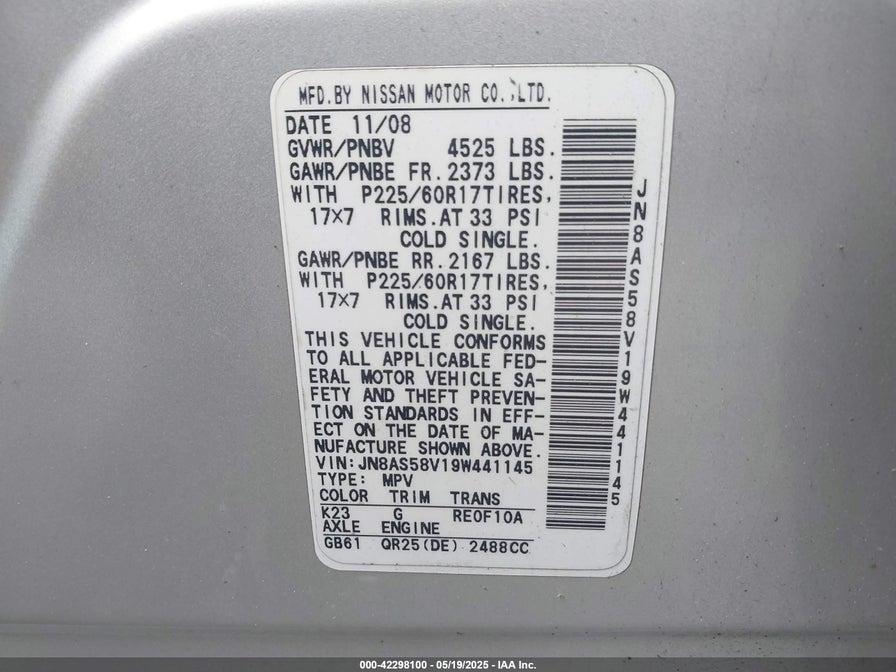 MFD.BY NISSAN MOTOR CO.,LTD.
DATE 11/08
GVWR/PNBV 4525 LBS.
GAWR/PNBE FR.2373 LBS.
WITH P225/60R17TIRES,
17×7 RIMS.AT 33 PSI
COLD SINGLE.
GAWR/PNBE RR.2167 LBS.
WITH P225/60R17TIRES,
17×7 RIMS.AT 33 PSI
COLD SINGLE.
THIS VEHICLE CONFORMS
TO ALL APPLICABLE FED-
ERAL MOTOR VEHICLE SA-
FETY AND THEFT PREVEN-
TION STANDARDS IN EFF-
ECT ON THE DATE OF MA-
NUFACTURE SHOWN ABOVE.
VIN:JN8AS58V19W441145
TYPE: MPV
COLOR TRIM TRANS
K23 G RE0F10A
AXLE ENGINE
GB61 QR25(DE) 2488CC
JN8AS58V19W441145
000-42298100 — 05/19/2025 — IAA Inc.